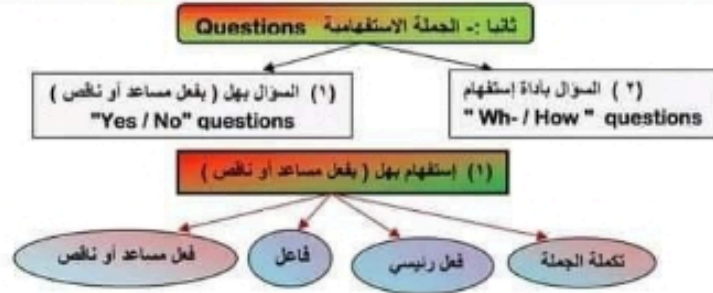 ثانيا :- الجملة الاستفهامية Questions
(١) السؤال بهل ( بفعل مساعد أو ناقص )
"Yes / No" questions
(٢ ) السؤال بأداة إستفهام
" Wh- / How " questions
(١) إستفهام بهل ( بفعل مساعد أو ناقص )
فعل مساعد أو ناقص
فاعل
فعل رئيسي
تكملة الجملة